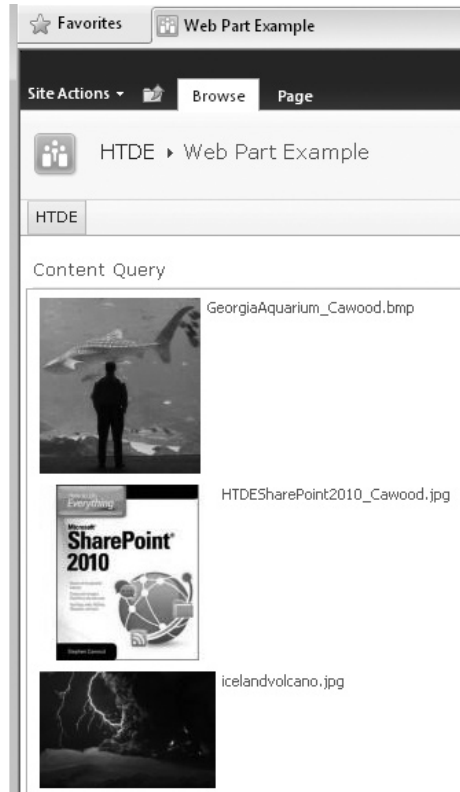 Favorites
Web Part Example
Site Actions
Browse
Page
HTDE ▸ Web Part Example
HTDE
Content Query
GeorgiaAquarium_Cawood.bmp
HTDESharePoint2010_Cawood.jpg
Everything
Microsoft®
SharePoint®
2010
Stephen Cawood
icelandvolcano.jpg